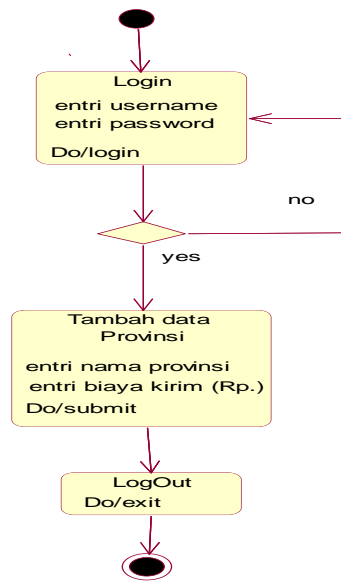 Login
entri username
entri password
Do/login
no
yes
Tambah data
Provinsi
entri nama provinsi
entri biaya kirim (Rp.)
Do/submit
LogOut
Do/exit